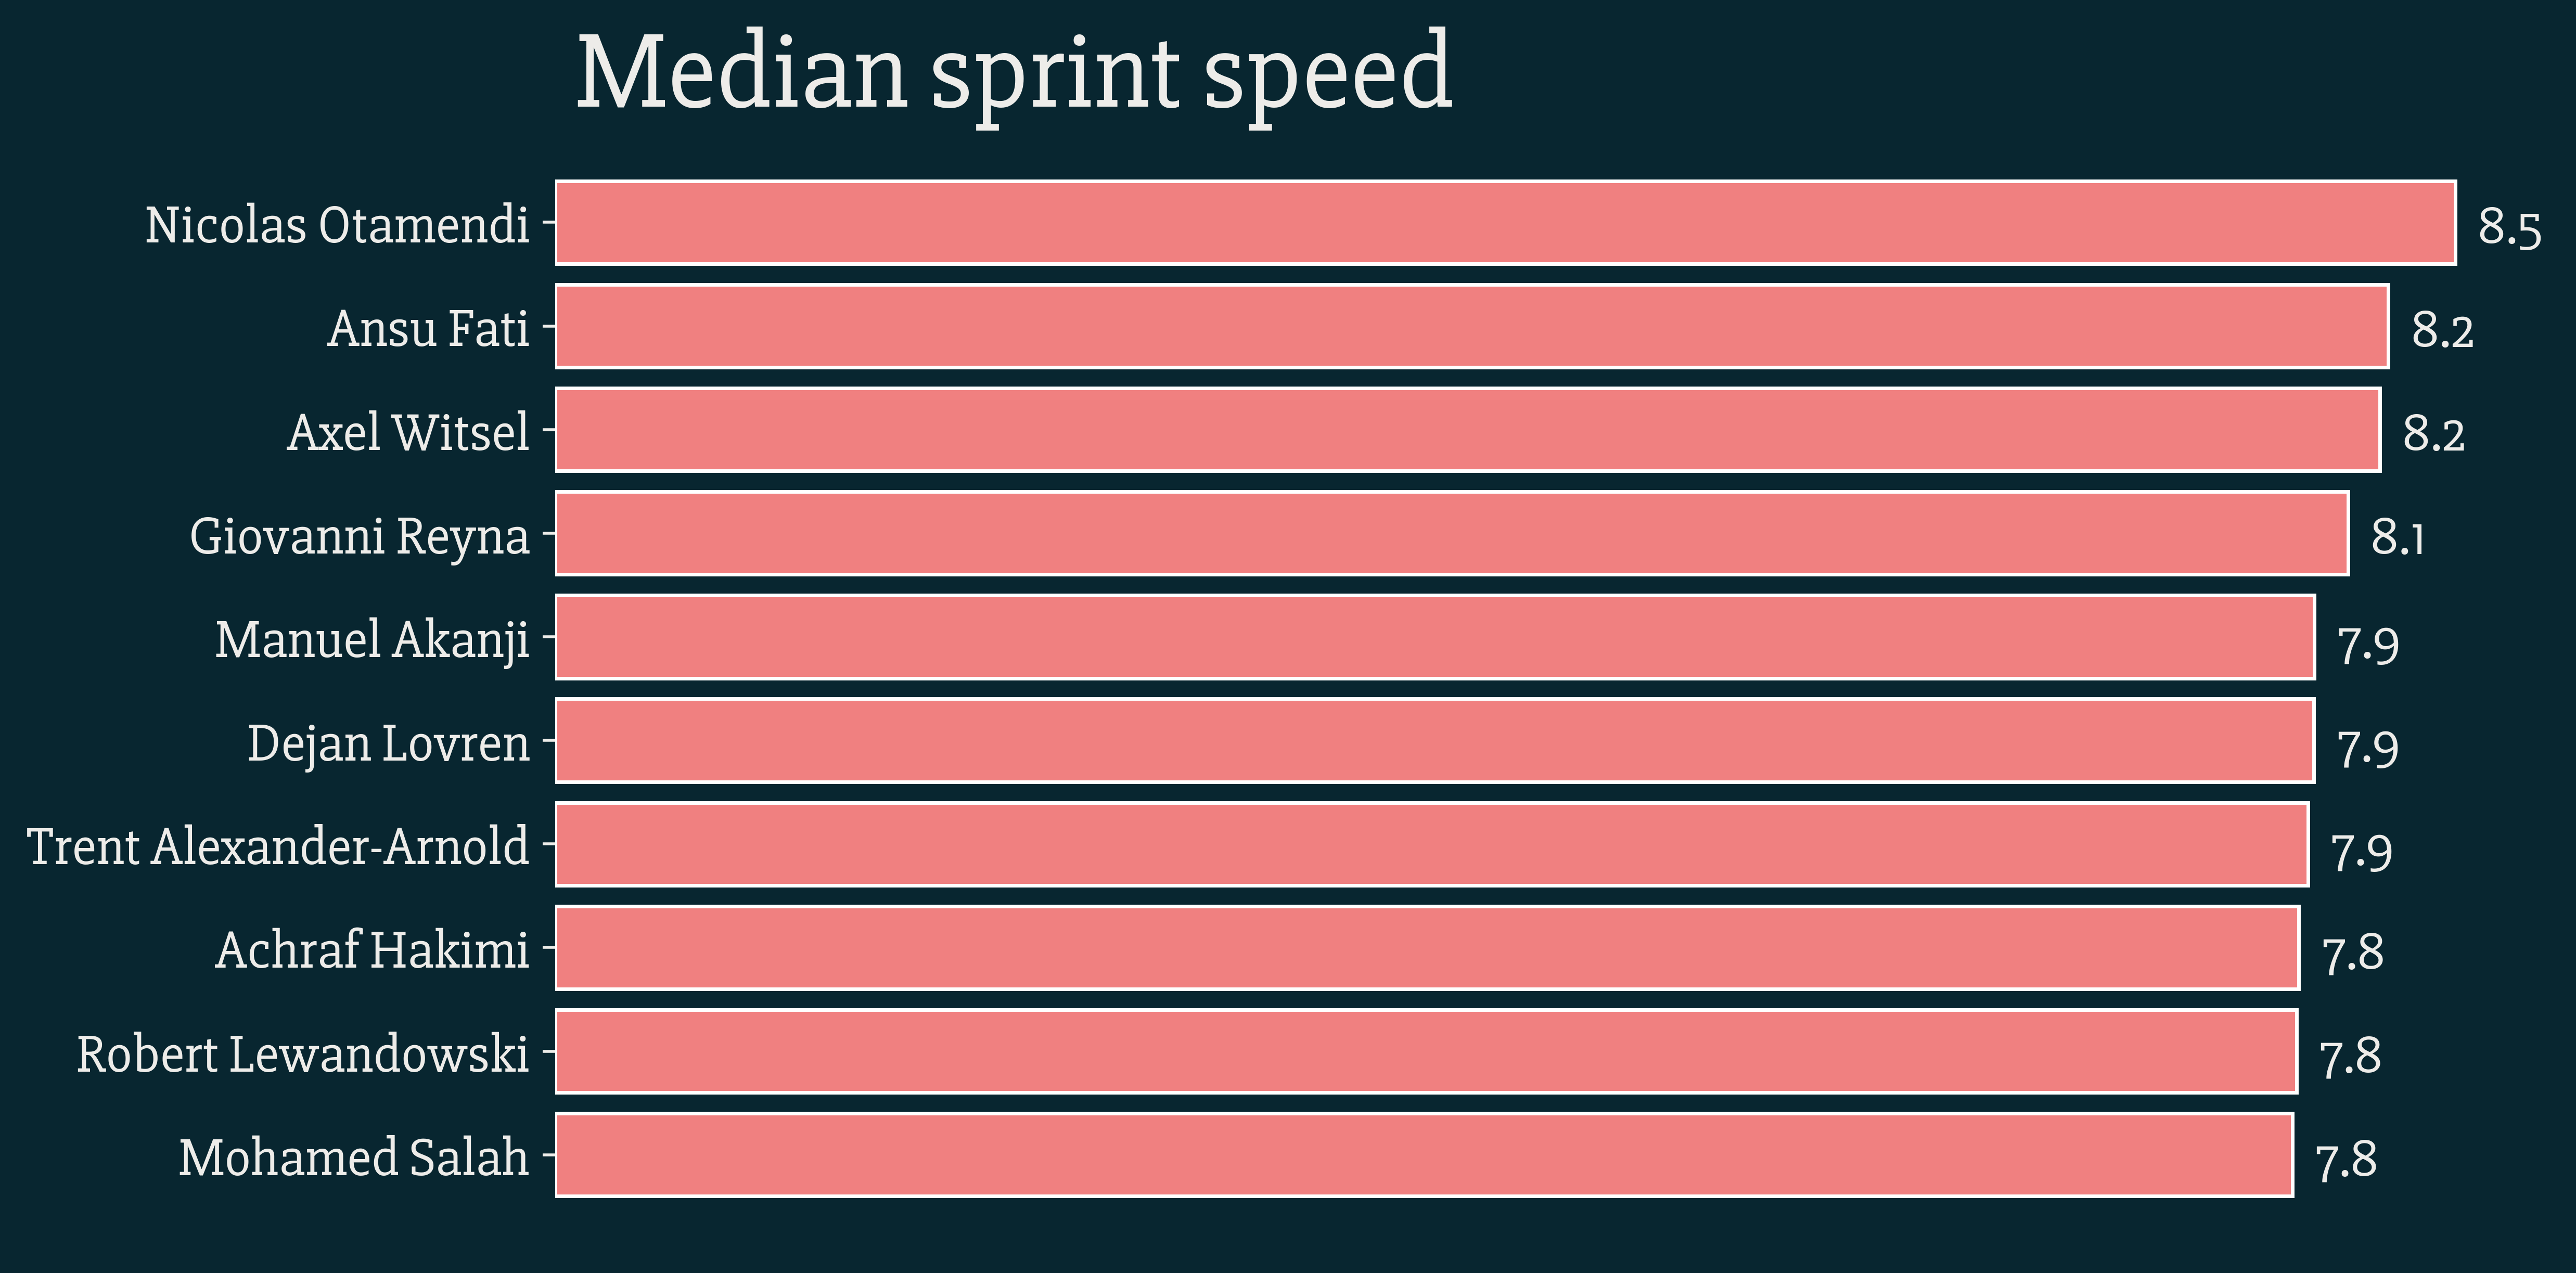 Median sprint speed
Nicolas Otamendi 8.5
Ansu Fati 8.2
Axel Witsel 8.2
Giovanni Reyna 8.1
Manuel Akanji 7.9
Dejan Lovren 7.9
Trent Alexander-Arnold 7.9
Achraf Hakimi 7.8
Robert Lewandowski 7.8
Mohamed Salah 7.8